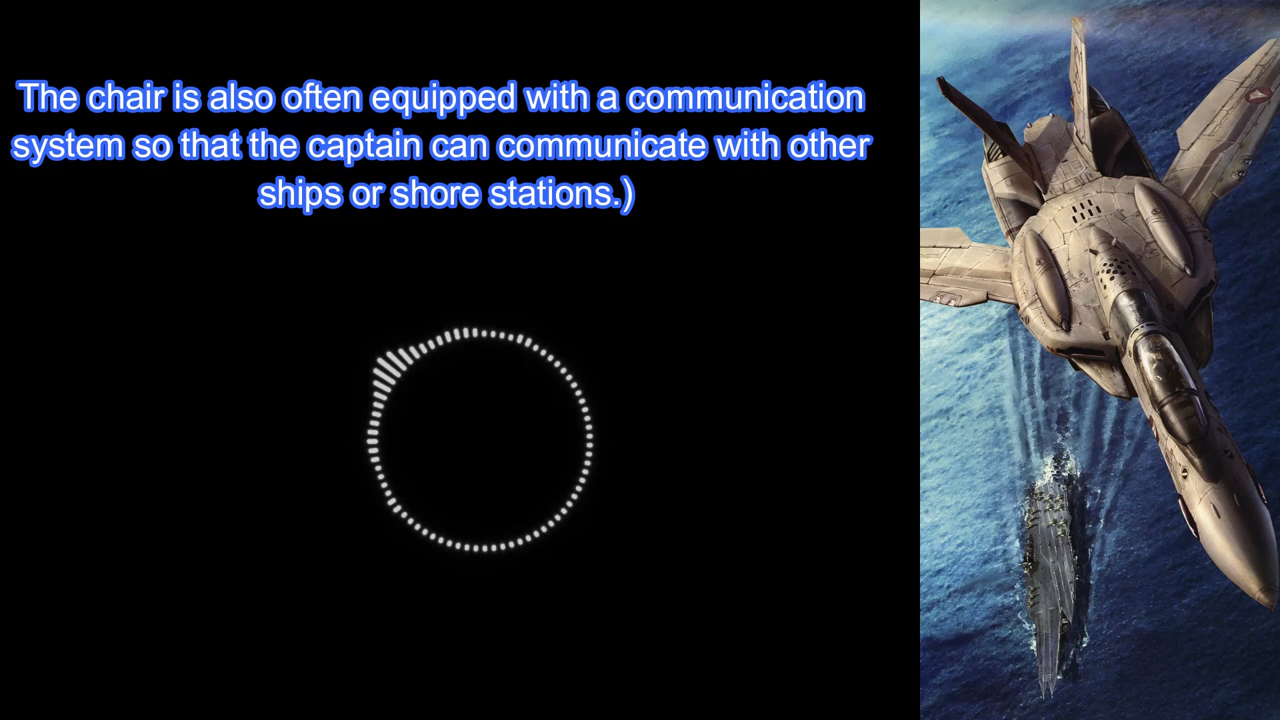 The chair is also often equipped with a communication
system so that the captain can communicate with other
ships or shore stations.)